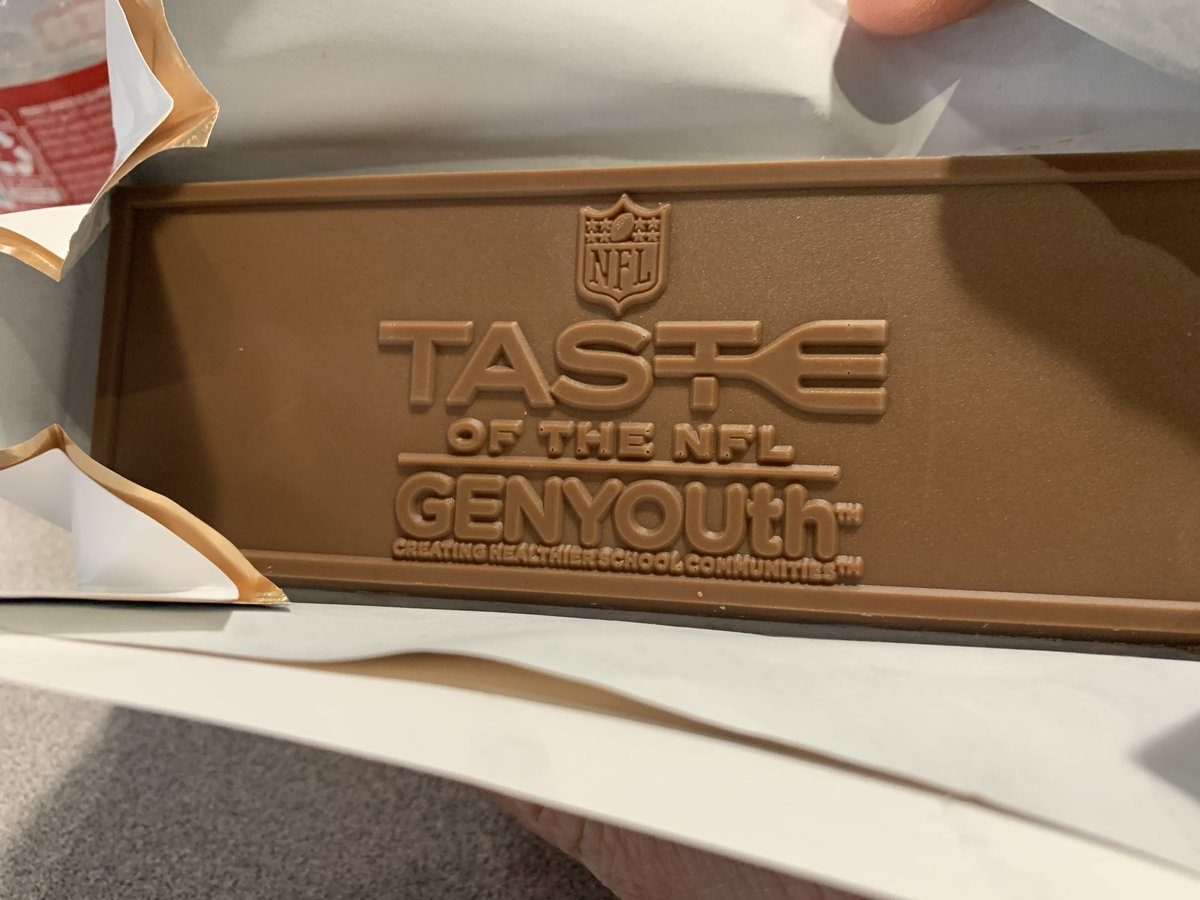 NFL
TASTE
OF THE NFL
GENYOUth™
CREATING HEALTHIER SCHOOL COMMUNITIES™